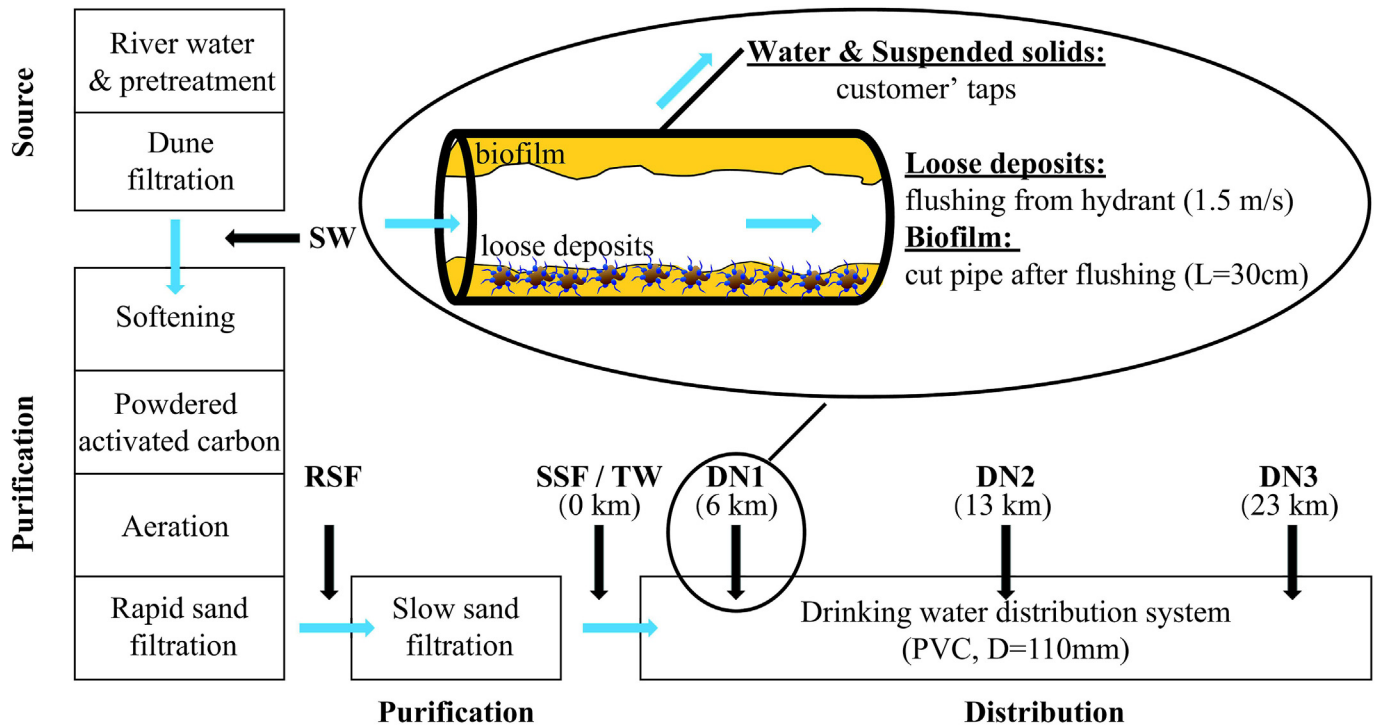 Source
River water
& pretreatment
Dune
filtration
SW
Purification
Softening
Powdered
activated carbon
Aeration
Rapid sand
filtration
RSF
Slow sand
filtration
Purification
SSF / TW
(0 km)
DN1
(6 km)
DN2
(13 km)
DN3
(23 km)
Drinking water distribution system
(PVC, D=110mm)
Distribution
biofilm
loose deposits
Water & Suspended solids:
customer’ taps
Loose deposits:
flushing from hydrant (1.5 m/s)
Biofilm:
cut pipe after flushing (L=30cm)